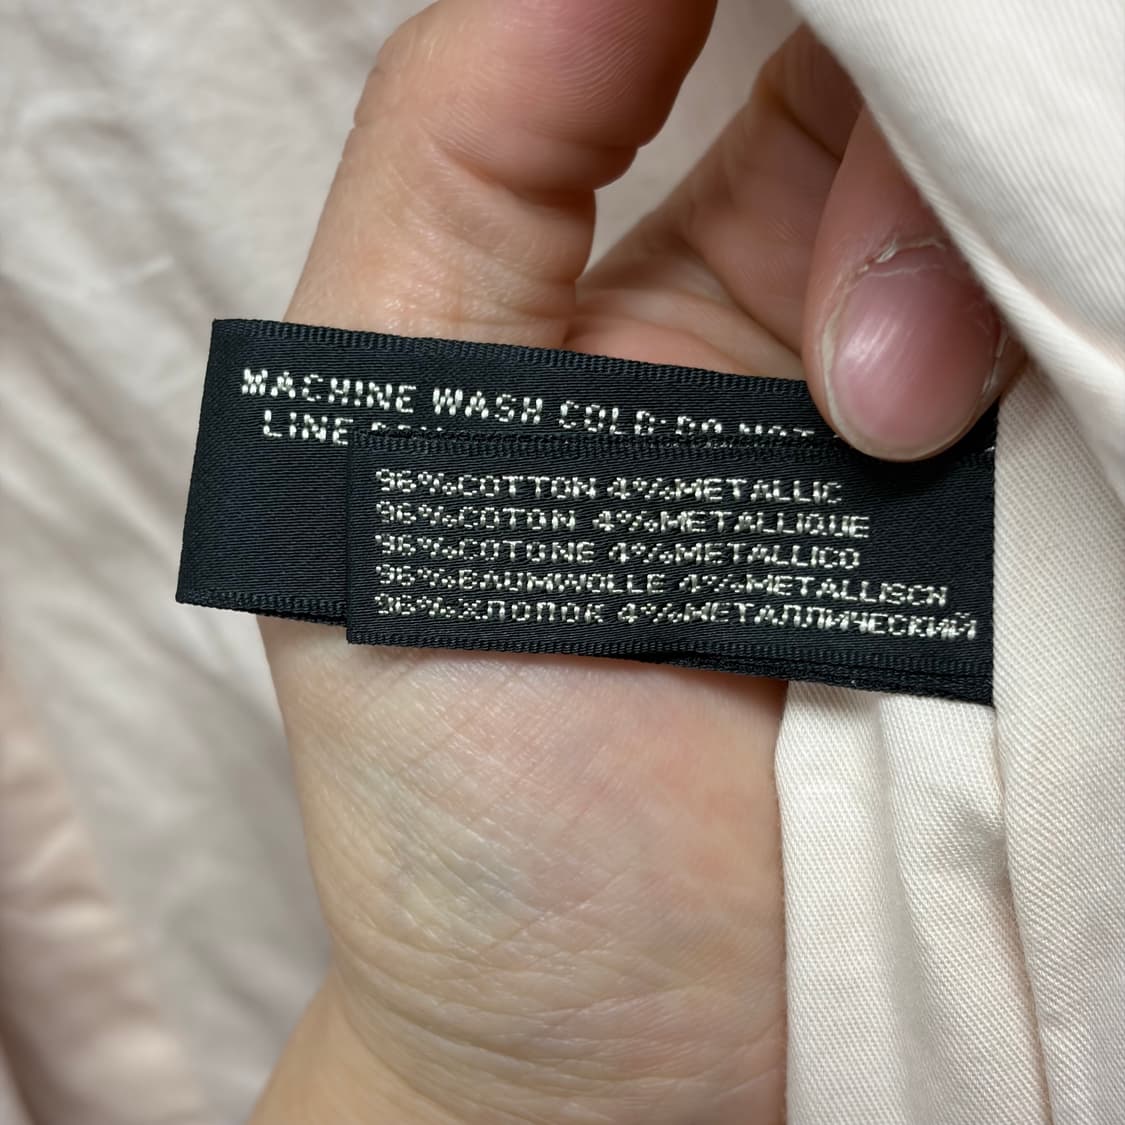 MACHINE WASH COLD·DO NOT
LINE
96%COTTON 4%METALLIC
96%COTON 4%METALLIQUE
96%COTONE 4%METALLICO
96%BAUMWOLLE 4%METALLISCH
96%ХЛОПОК 4%МЕТАЛЛИЧЕСКИЙ